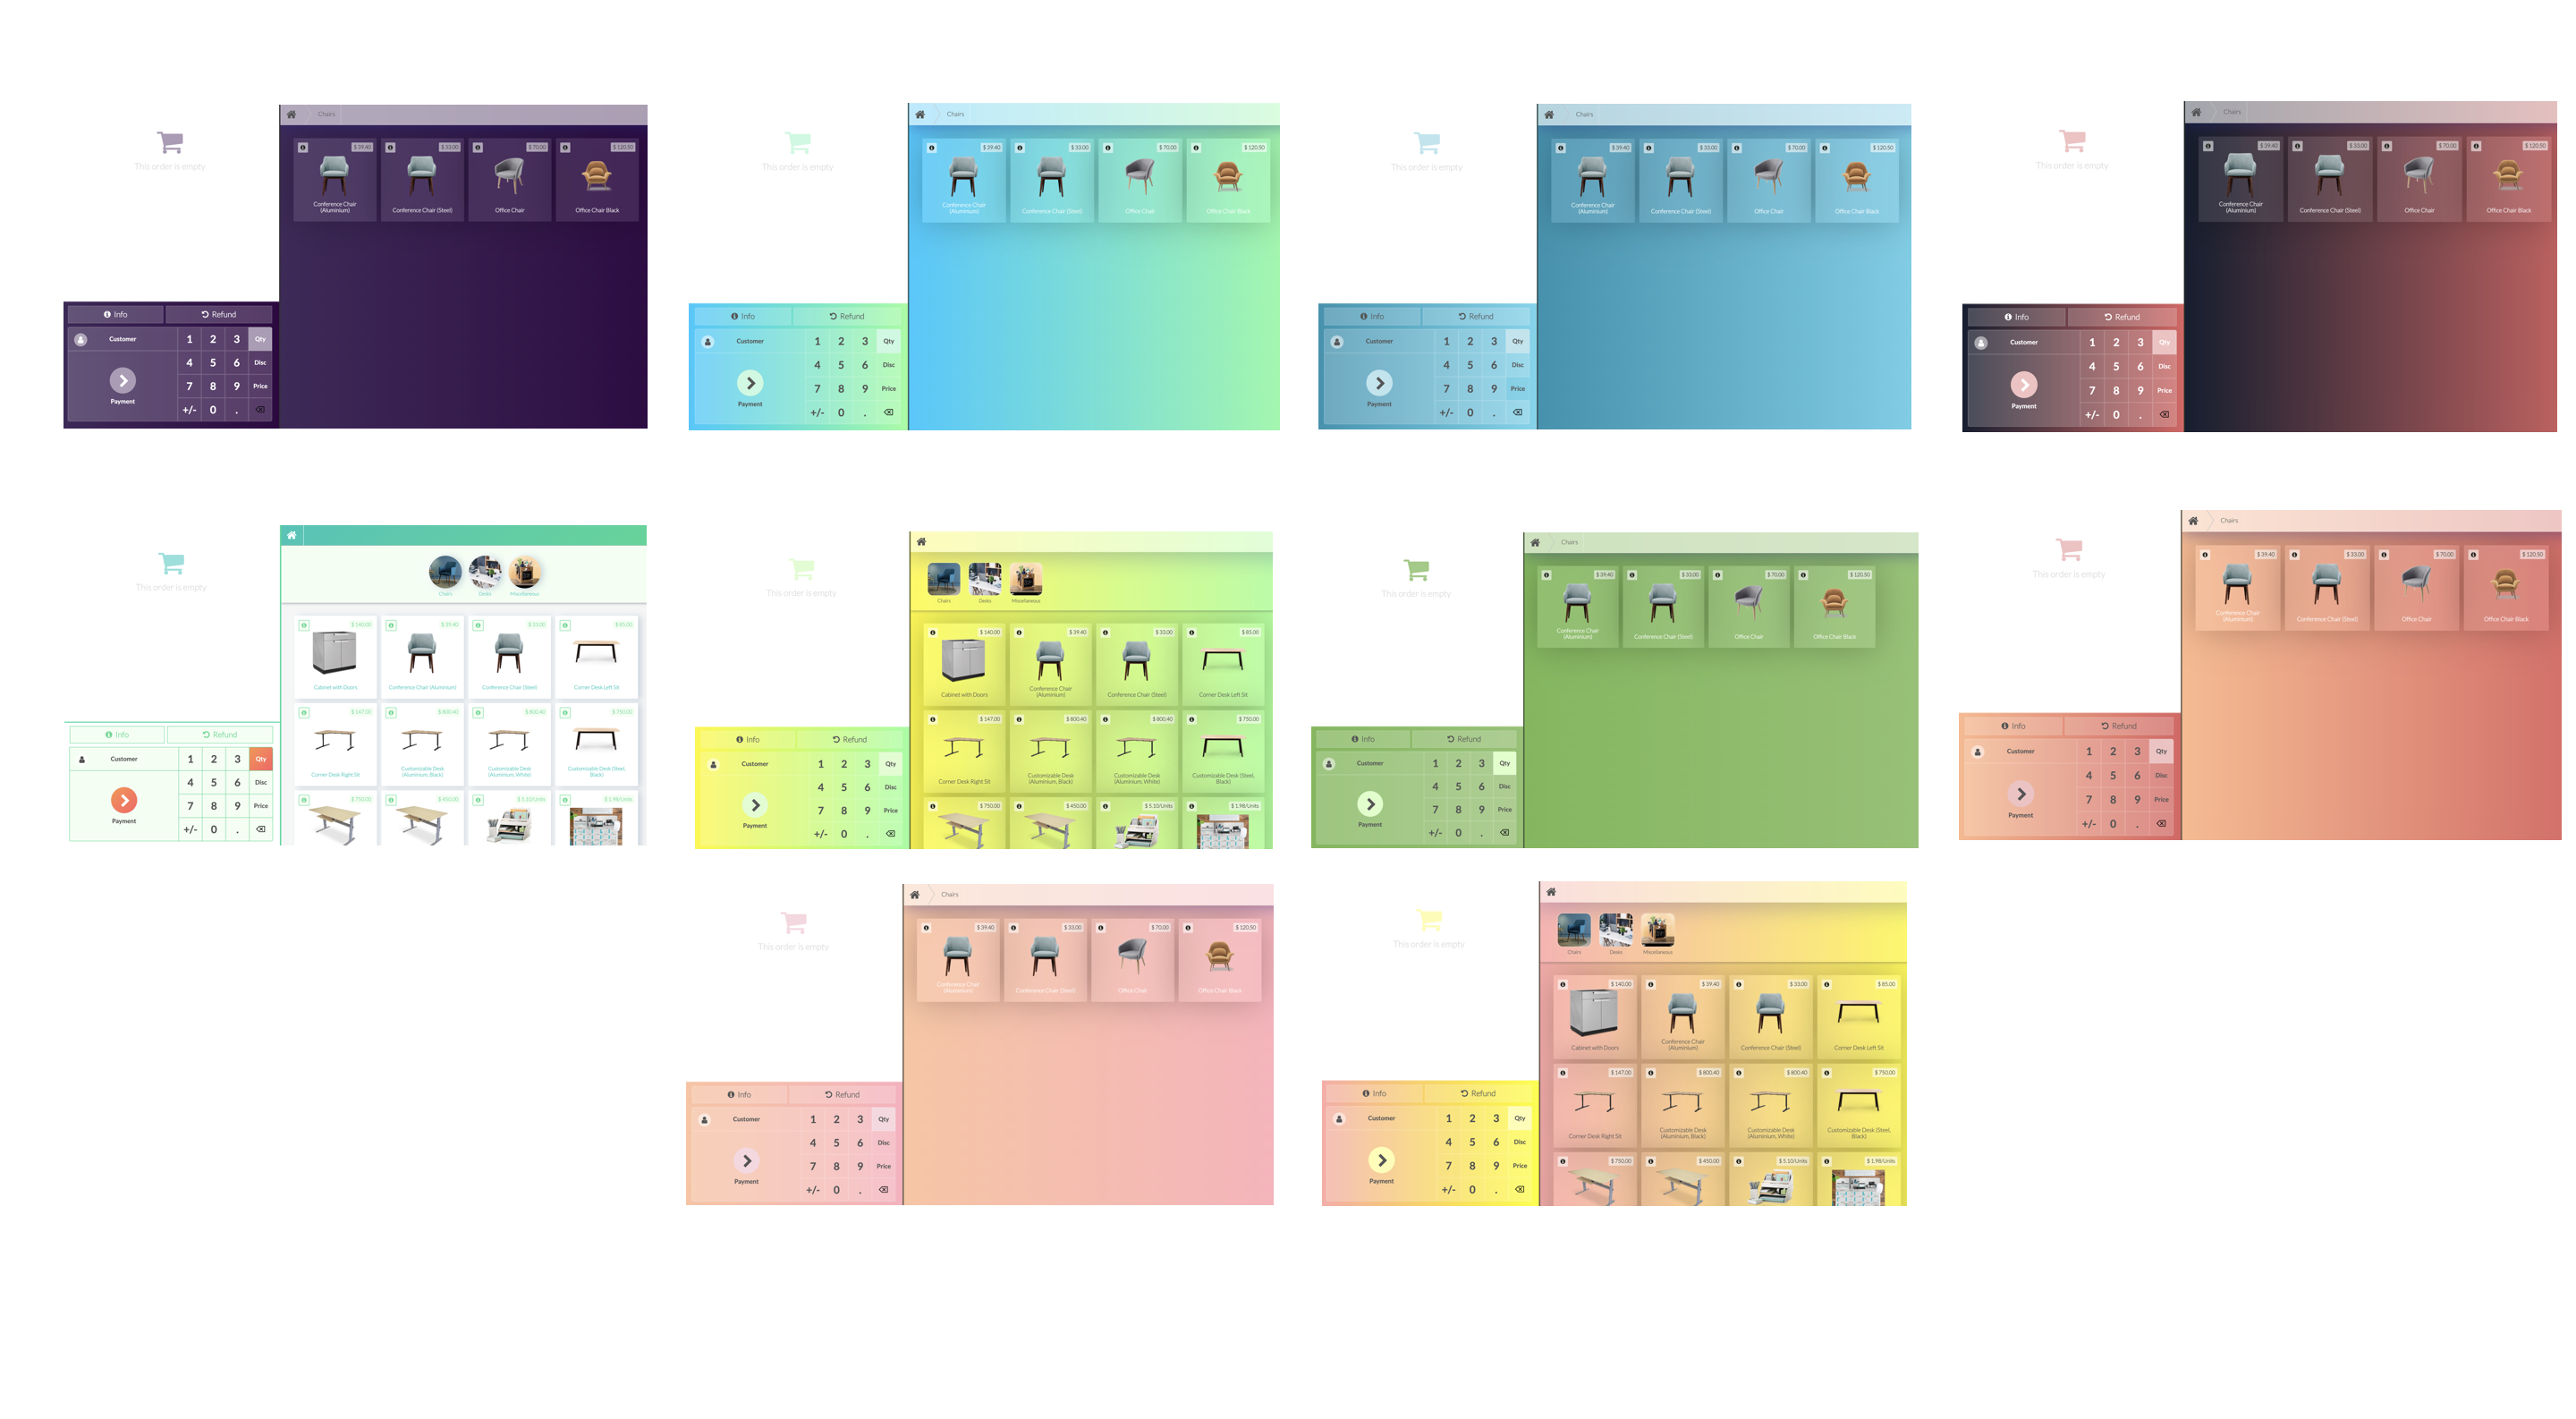 Chairs
This order is empty
$ 39.40
$ 33.00
$ 70.00
$ 120.50
Conference Chair (Aluminium)
Conference Chair (Steel)
Office Chair
Office Chair Black
Info
Refund
Customer
1 2 3 Qty
4 5 6 Disc
7 8 9 Price
+/- 0 .
Payment
Chairs
This order is empty
$ 39.40
$ 33.00
$ 70.00
$ 120.50
Conference Chair (Aluminium)
Conference Chair (Steel)
Office Chair
Office Chair Black
Info
Refund
Customer
1 2 3 Qty
4 5 6 Disc
7 8 9 Price
+/- 0 .
Payment
Chairs
This order is empty
$ 39.40
$ 33.00
$ 70.00
$ 120.50
Conference Chair (Aluminium)
Conference Chair (Steel)
Office Chair
Office Chair Black
Info
Refund
Customer
1 2 3 Qty
4 5 6 Disc
7 8 9 Price
+/- 0 .
Payment
Chairs
This order is empty
$ 39.40
$ 33.00
$ 70.00
$ 120.50
Conference Chair (Aluminium)
Conference Chair (Steel)
Office Chair
Office Chair Black
Info
Refund
Customer
1 2 3 Qty
4 5 6 Disc
7 8 9 Price
+/- 0 .
Payment
This order is empty
Chairs
Desks
Miscellaneous
$ 140.00
$ 39.40
$ 33.00
$ 85.00
Cabinet with Doors
Conference Chair (Aluminium)
Conference Chair (Steel)
Corner Desk Left Sit
$ 147.00
$ 800.40
$ 800.40
$ 750.00
Corner Desk Right Sit
Customizable Desk (Aluminium, Black)
Customizable Desk (Aluminium, White)
Customizable Desk (Steel, Black)
$ 750.00
$ 450.00
$ 5.10/Units
$ 1.98/Units
Info
Refund
Customer
1 2 3 Qty
4 5 6 Disc
7 8 9 Price
+/- 0 .
Payment
This order is empty
Chairs
Desks
Miscellaneous
$ 140.00
$ 39.40
$ 33.00
$ 85.00
Cabinet with Doors
Conference Chair (Aluminium)
Conference Chair (Steel)
Corner Desk Left Sit
$ 147.00
$ 800.40
$ 800.40
$ 750.00
Corner Desk Right Sit
Customizable Desk (Aluminium, Black)
Customizable Desk (Aluminium, White)
Customizable Desk (Steel, Black)
$ 750.00
$ 450.00
$ 5.10/Units
$ 1.98/Units
Info
Refund
Customer
1 2 3 Qty
4 5 6 Disc
7 8 9 Price
+/- 0 .
Payment
Chairs
This order is empty
$ 39.40
$ 33.00
$ 70.00
$ 120.50
Conference Chair (Aluminium)
Conference Chair (Steel)
Office Chair
Office Chair Black
Info
Refund
Customer
1 2 3 Qty
4 5 6 Disc
7 8 9 Price
+/- 0 .
Payment
Chairs
This order is empty
$ 39.40
$ 33.00
$ 70.00
$ 120.50
Conference Chair (Aluminium)
Conference Chair (Steel)
Office Chair
Office Chair Black
Info
Refund
Customer
1 2 3 Qty
4 5 6 Disc
7 8 9 Price
+/- 0 .
Payment
Chairs
This order is empty
$ 39.40
$ 33.00
$ 70.00
$ 120.50
Conference Chair (Aluminium)
Conference Chair (Steel)
Office Chair
Office Chair Black
Info
Refund
Customer
1 2 3 Qty
4 5 6 Disc
7 8 9 Price
+/- 0 .
Payment
This order is empty
Chairs
Desks
Miscellaneous
$ 140.00
$ 39.40
$ 33.00
$ 85.00
Cabinet with Doors
Conference Chair (Aluminium)
Conference Chair (Steel)
Corner Desk Left Sit
$ 147.00
$ 800.40
$ 800.40
$ 750.00
Corner Desk Right Sit
Customizable Desk (Aluminium, Black)
Customizable Desk (Aluminium, White)
Customizable Desk (Steel, Black)
$ 750.00
$ 450.00
$ 5.10/Units
$ 1.98/Units
Info
Refund
Customer
1 2 3 Qty
4 5 6 Disc
7 8 9 Price
+/- 0 .
Payment